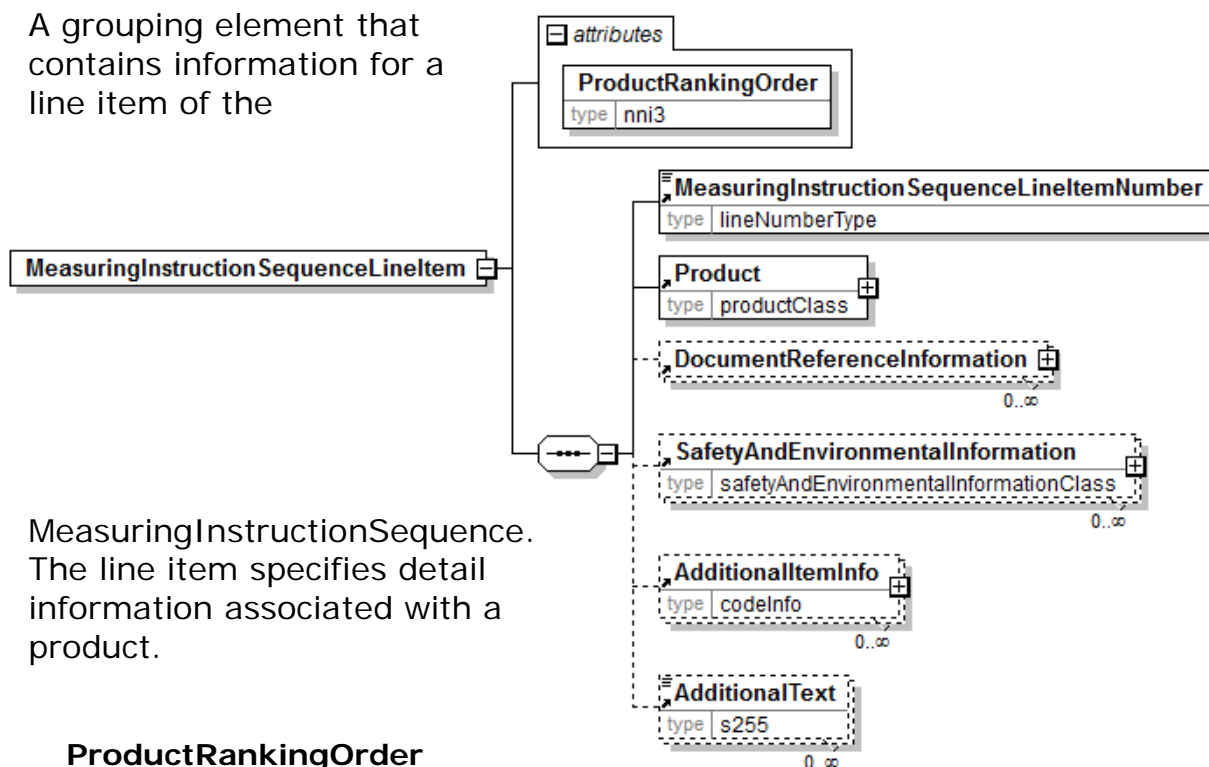 A grouping element that
contains information for a
line item of the
attributes
ProductRankingOrder
type nni3
MeasuringInstructionSequenceLineItem
MeasuringInstructionSequenceLineItemNumber
type lineNumberType
Product
type productClass
DocumentReferenceInformation
0..∞
SafetyAndEnvironmentalInformation
type safetyAndEnvironmentalInformationClass
0..∞
AdditionalItemInfo
type codeInfo
0..∞
AdditionalText
type s255
0..∞
MeasuringInstructionSequence.
The line item specifies detail
information associated with a
product.
ProductRankingOrder